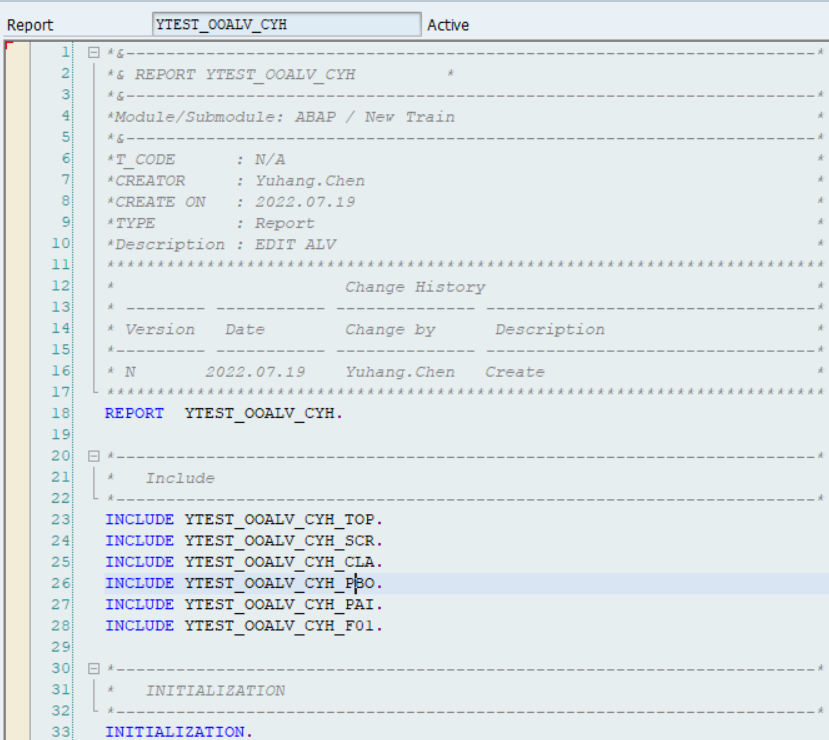 Report YTEST_OOALV_CYH Active
1 *&---------------------------------------------------------------------*
2 *& REPORT YTEST_OOALV_CYH *
3 *&---------------------------------------------------------------------*
4 *Module/Submodule: ABAP / New Train *
5 *&---------------------------------------------------------------------*
6 *T_CODE : N/A *
7 *CREATOR : Yuhang.Chen *
8 *CREATE ON : 2022.07.19 *
9 *TYPE : Report *
10 *Description : EDIT ALV *
11 ************************************************************************
12 * Change History *
13 * -------- ----------- -------------- ---------------------------------*
14 * Version Date Change by Description *
15 *--------- ----------- -------------- ---------------------------------*
16 * N 2022.07.19 Yuhang.Chen Create *
17 ************************************************************************
18 REPORT YTEST_OOALV_CYH.
19
20 *----------------------------------------------------------------------*
21 * Include *
22 *----------------------------------------------------------------------*
23 INCLUDE YTEST_OOALV_CYH_TOP.
24 INCLUDE YTEST_OOALV_CYH_SCR.
25 INCLUDE YTEST_OOALV_CYH_CLA.
26 INCLUDE YTEST_OOALV_CYH_PBO.
27 INCLUDE YTEST_OOALV_CYH_PAI.
28 INCLUDE YTEST_OOALV_CYH_F01.
29
30 *----------------------------------------------------------------------*
31 * INITIALIZATION *
32 *----------------------------------------------------------------------*
33 INITIALIZATION.